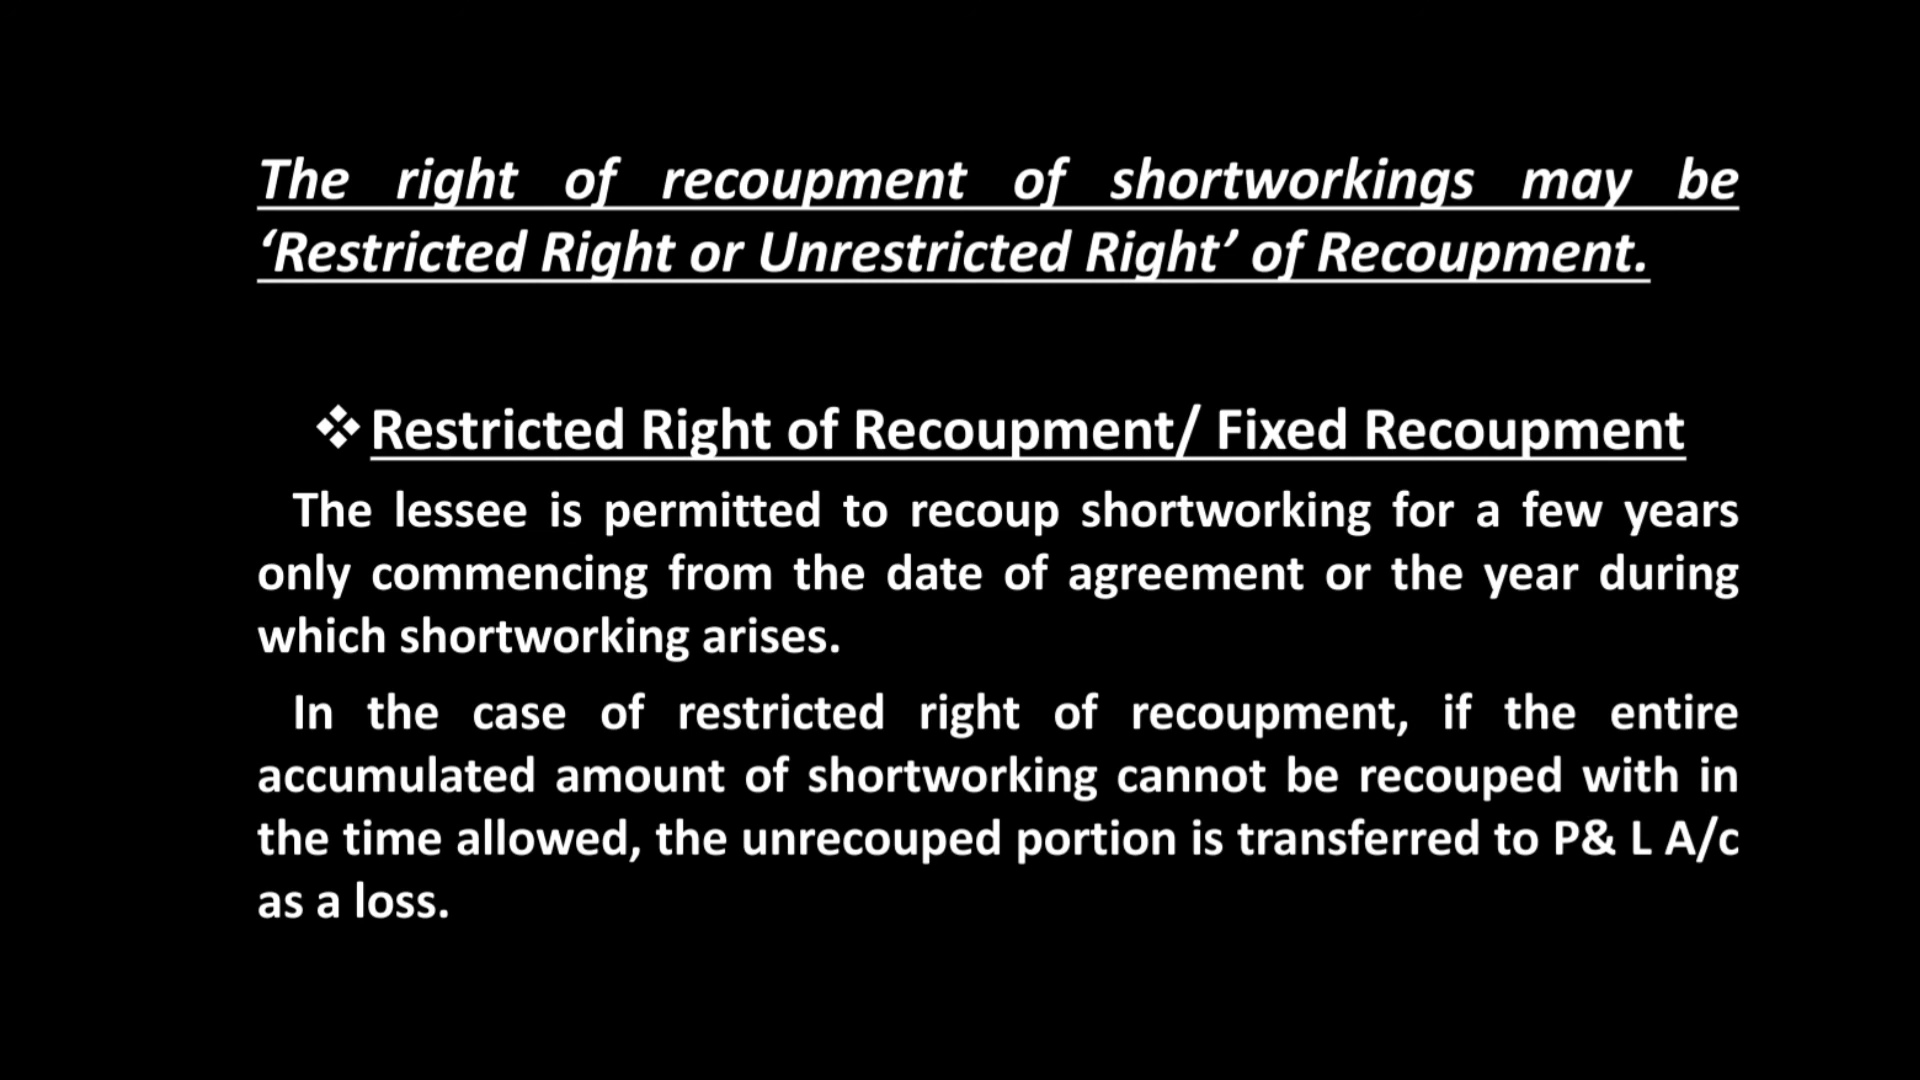 The right of recoupment of shortworkings may be
‘Restricted Right or Unrestricted Right’ of Recoupment.
❖Restricted Right of Recoupment/ Fixed Recoupment
The lessee is permitted to recoup shortworking for a few years
only commencing from the date of agreement or the year during
which shortworking arises.
In the case of restricted right of recoupment, if the entire
accumulated amount of shortworking cannot be recouped with in
the time allowed, the unrecouped portion is transferred to P& L A/c
as a loss.